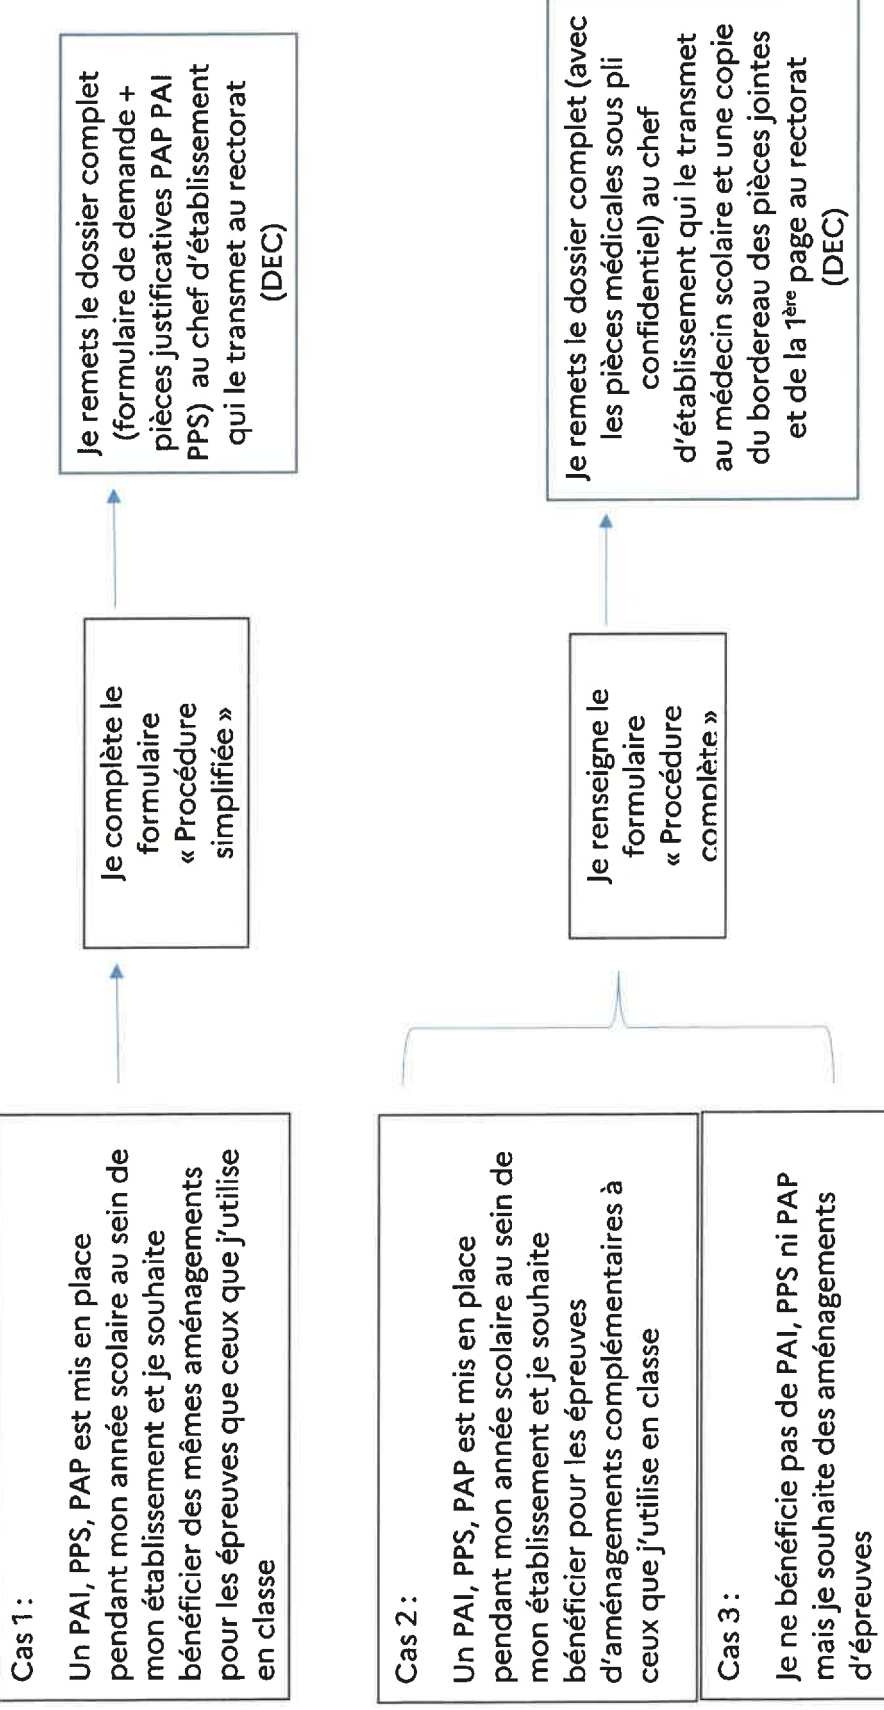 Cas 1 :
Un PAI, PPS, PAP est mis en place
pendant mon année scolaire au sein de
mon établissement et je souhaite
bénéficier des mêmes aménagements
pour les épreuves que ceux que j'utilise
en classe
Je complète le
formulaire
« Procédure
simplifiée »
Je remets le dossier complet
(formulaire de demande +
pièces justificatives PAP PAI
PPS) au chef d'établissement
qui le transmet au rectorat
(DEC)
Cas 2 :
Un PAI, PPS, PAP est mis en place
pendant mon année scolaire au sein de
mon établissement et je souhaite
bénéficier pour les épreuves
d'aménagements complémentaires à
ceux que j'utilise en classe
Cas 3 :
Je ne bénéficie pas de PAI, PPS ni PAP
mais je souhaite des aménagements
d'épreuves
Je renseigne le
formulaire
« Procédure
complète »
Je remets le dossier complet (avec
les pièces médicales sous pli
confidentiel) au chef
d'établissement qui le transmet
au médecin scolaire et une copie
du bordereau des pièces jointes
et de la 1ère page au rectorat
(DEC)